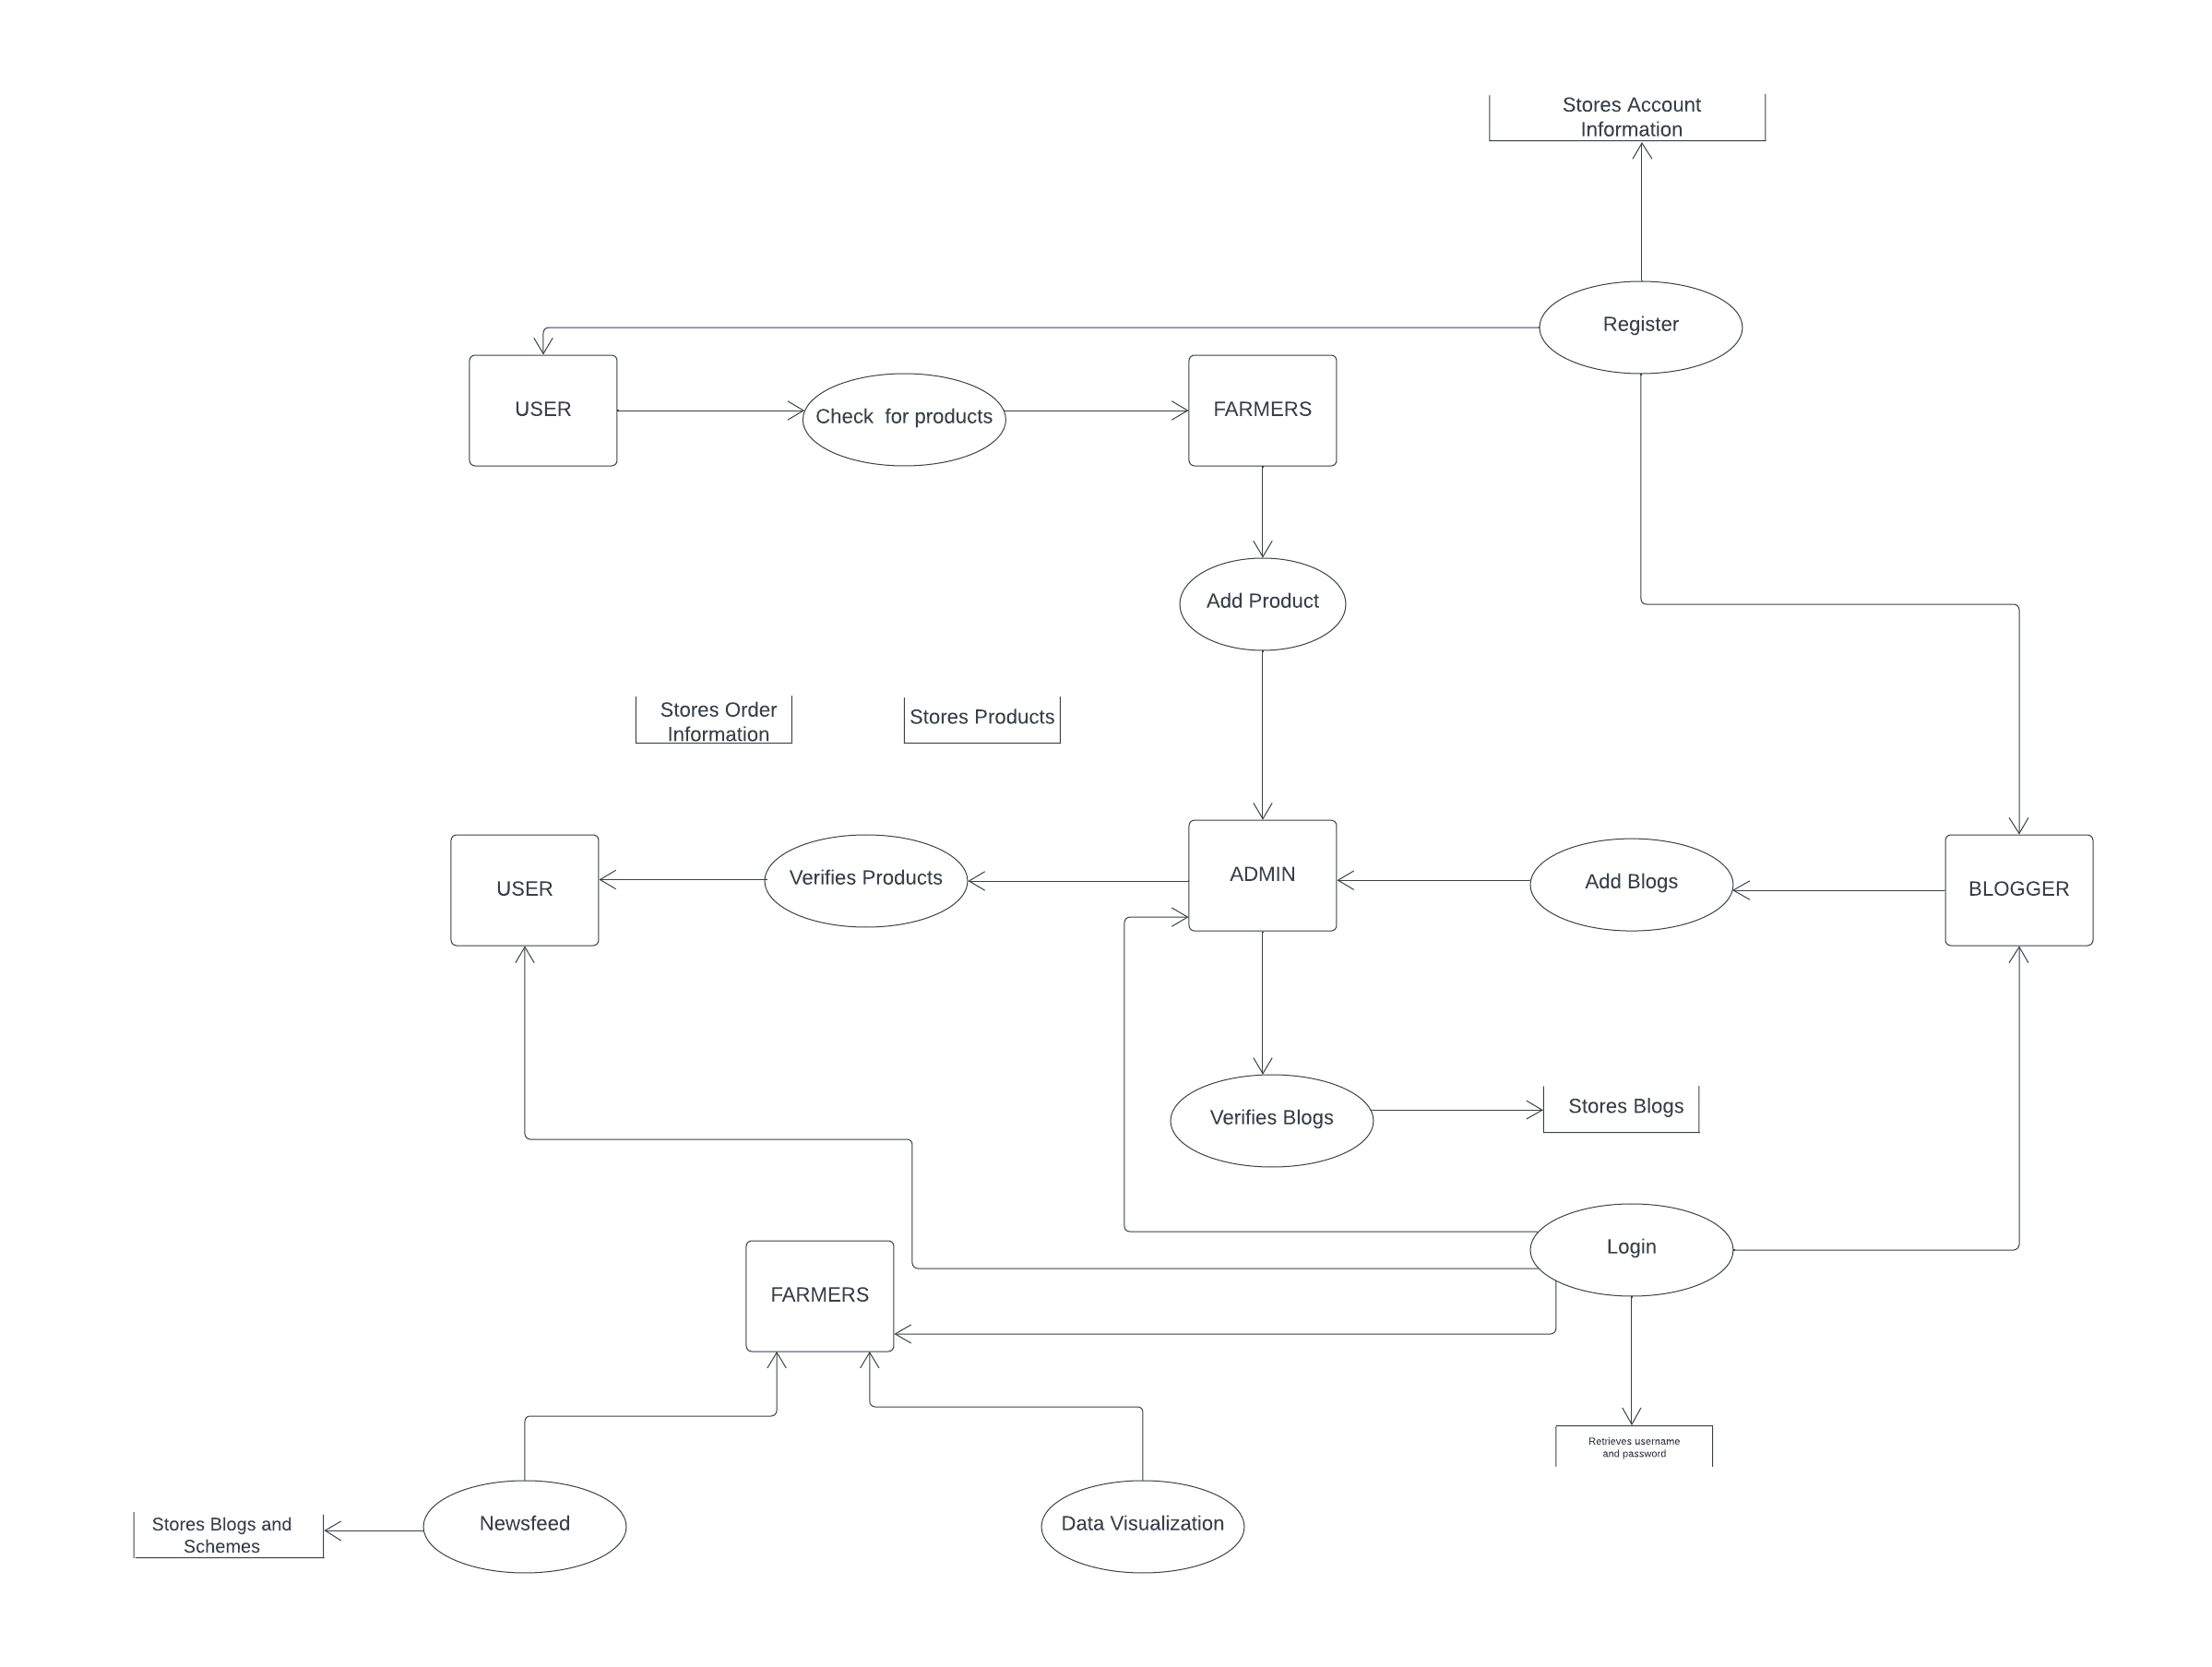 Stores Account
Information
Register
USER
Check  for products
FARMERS
Add Product
Stores Order
Information
Stores Products
USER
Verifies Products
ADMIN
Add Blogs
BLOGGER
Verifies Blogs
Stores Blogs
Login
FARMERS
Retrieves username
and password
Stores Blogs and
Schemes
Newsfeed
Data Visualization